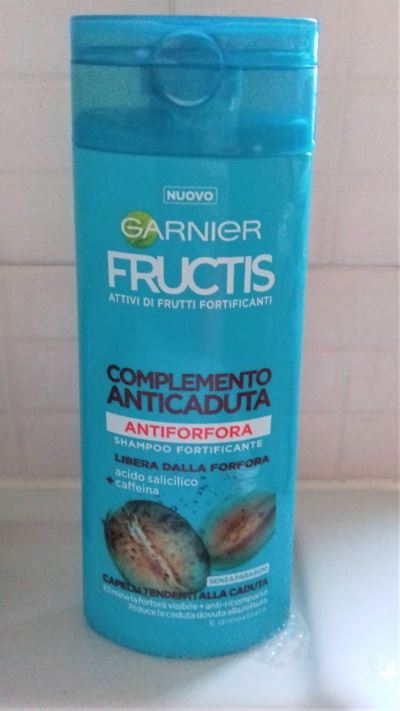 NUOVO
GARNIER
FRUCTIS
ATTIVI DI FRUTTI FORTIFICANTI
COMPLEMENTO
ANTICADUTA
ANTIFORFORA
SHAMPOO FORTIFICANTE
LIBERA DALLA FORFORA
acido salicilico
+ caffeina
SENZA PARABENI
CAPELLI TENDENTI ALLA CADUTA
Elimina la forfora visibile + anti-ricomparsa
Riduce la caduta dovuta alla rottura
È dimostrato